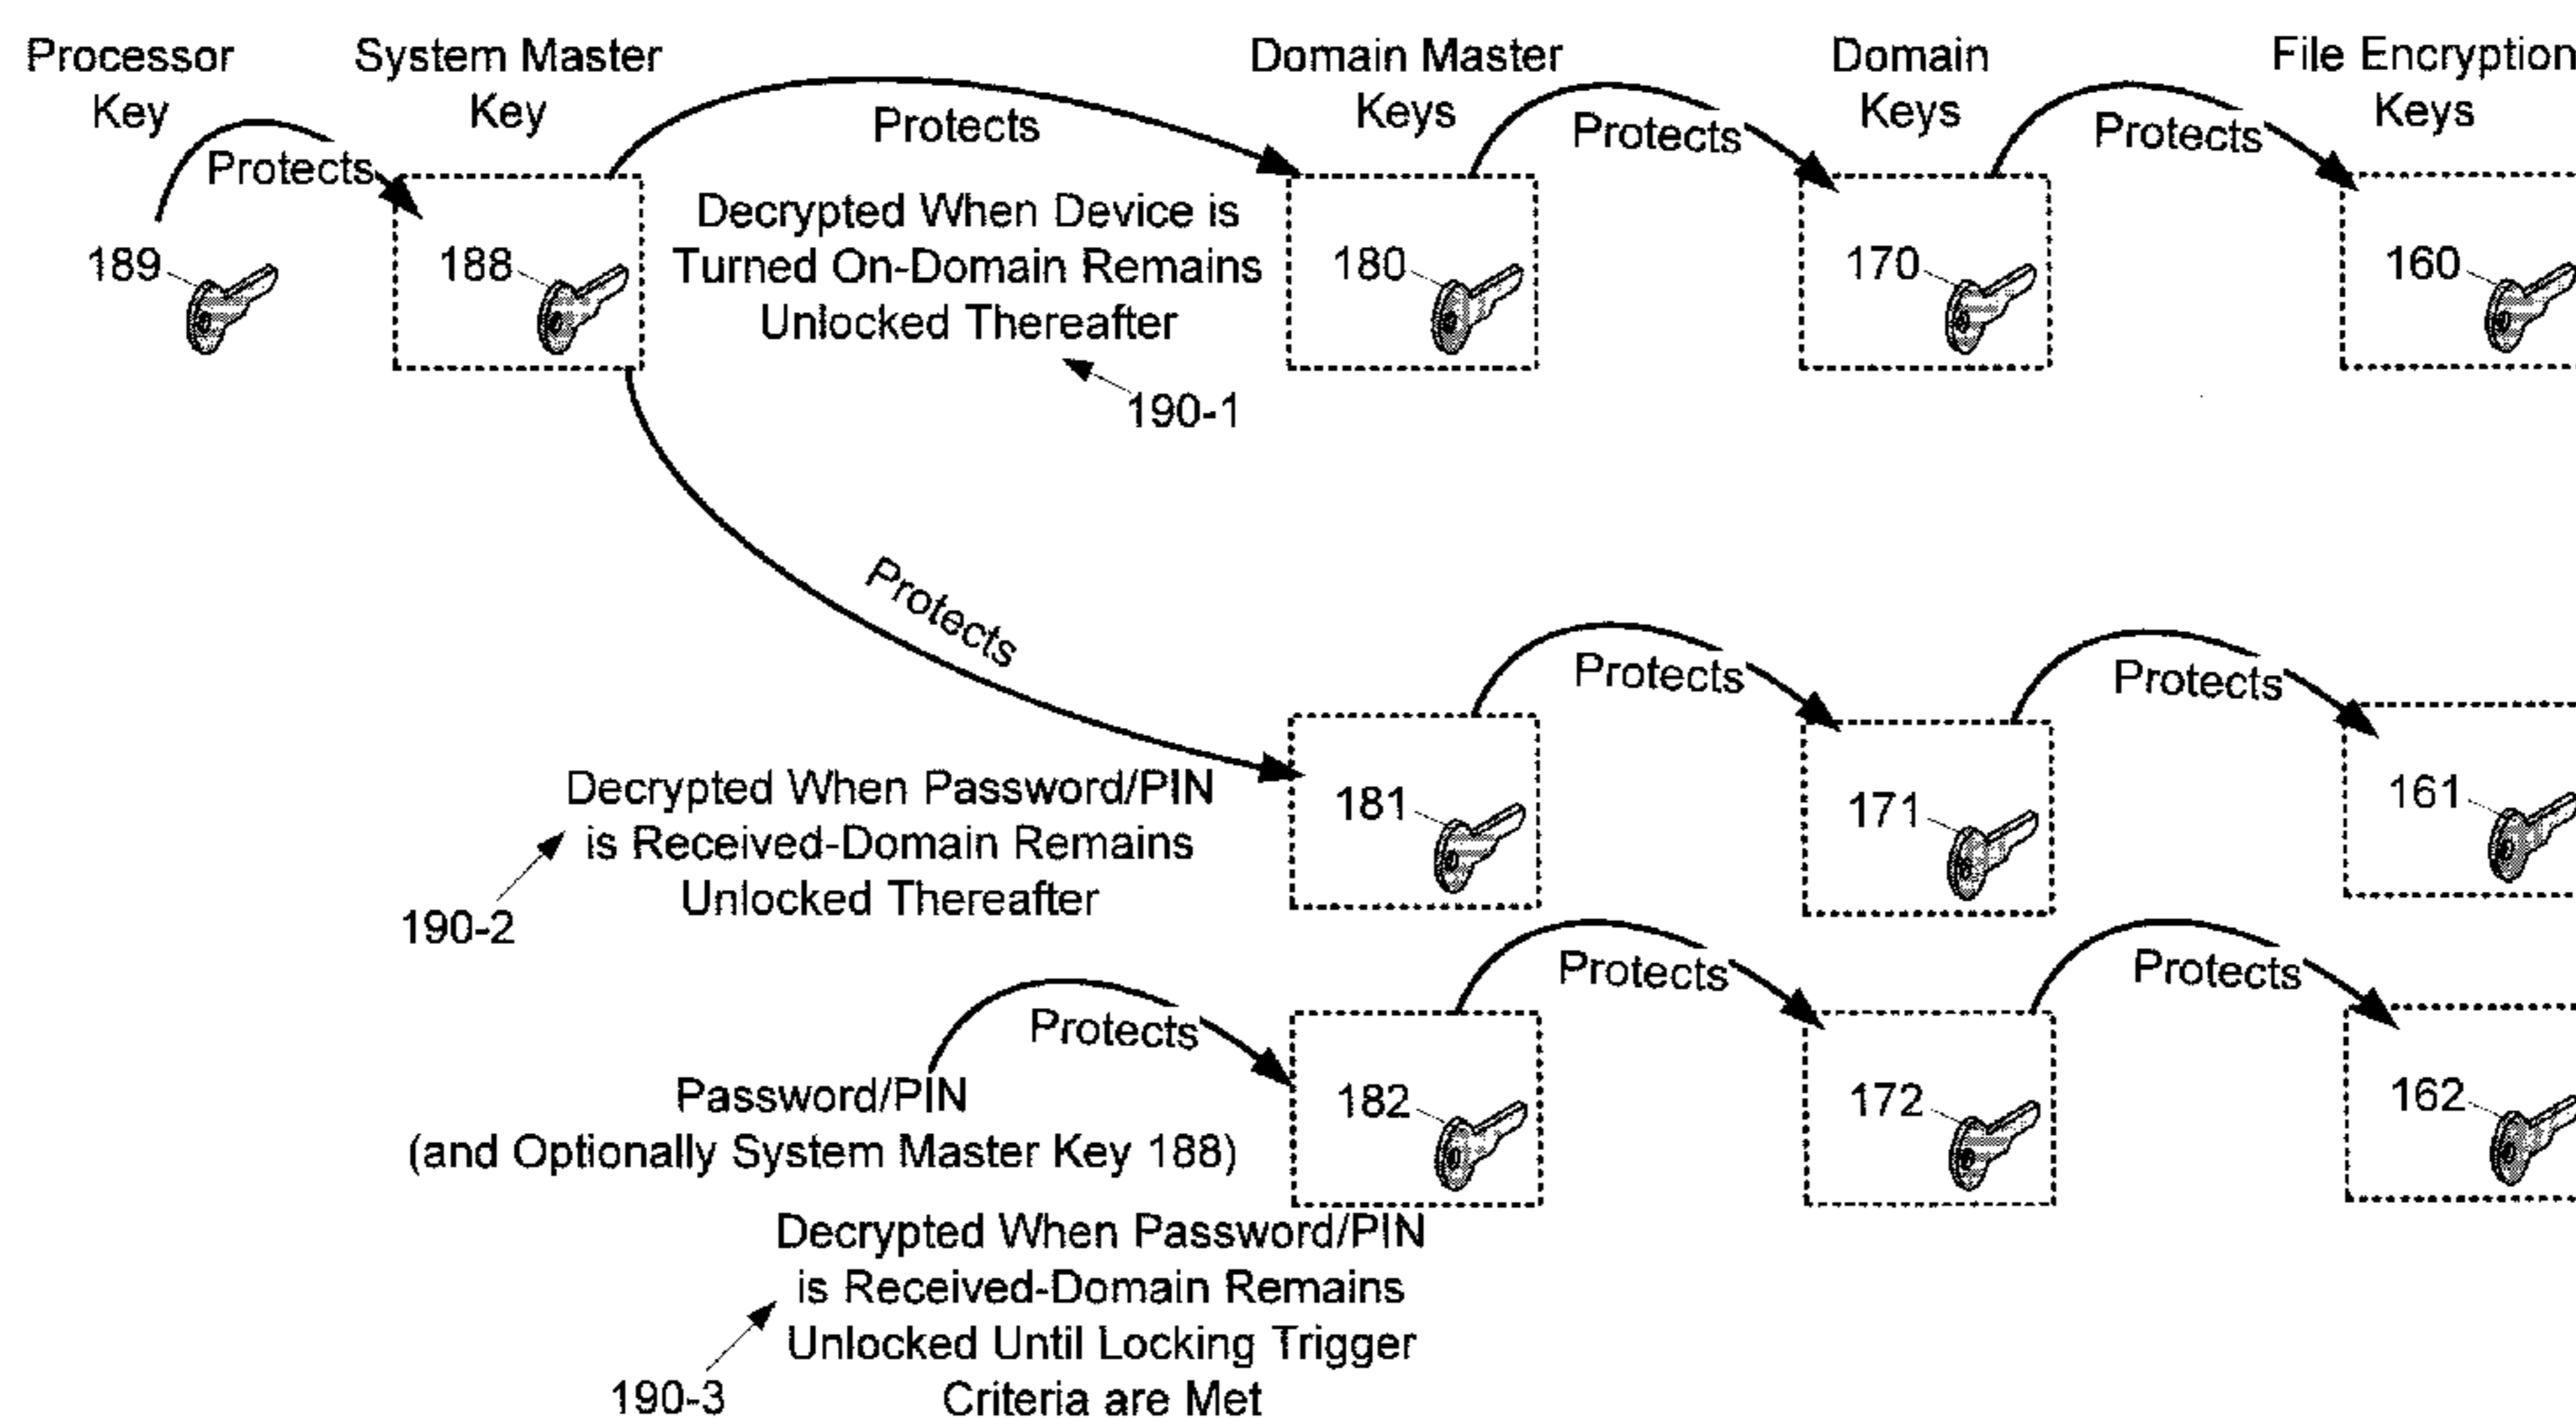 Processor
Key
System Master
Key
Domain Master
Keys
Domain
Keys
File Encryption
Keys
Protects
Protects
Protects
Protects
189
188
Decrypted When Device is
Turned On-Domain Remains
Unlocked Thereafter
190-1
180
170
160
Protects
Protects
Protects
Decrypted When Password/PIN
is Received-Domain Remains
Unlocked Thereafter
190-2
181
171
161
Protects
Protects
Protects
Password/PIN
(and Optionally System Master Key 188)
182
172
162
Decrypted When Password/PIN
is Received-Domain Remains
Unlocked Until Locking Trigger
Criteria are Met
190-3